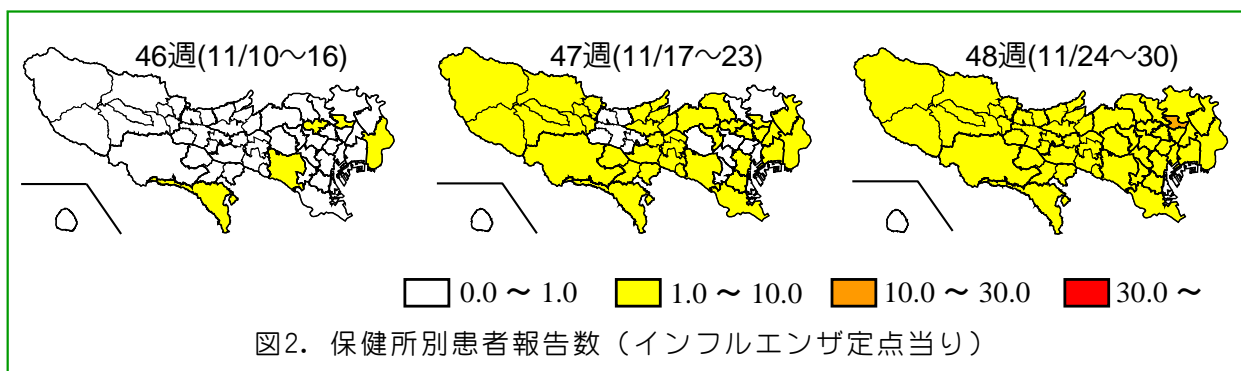 46週(11/10～16)
47週(11/17～23)
48週(11/24～30)
0.0 ～ 1.0
1.0 ～ 10.0
10.0 ～ 30.0
30.0 ～
図2. 保健所別患者報告数（インフルエンザ定点当り）